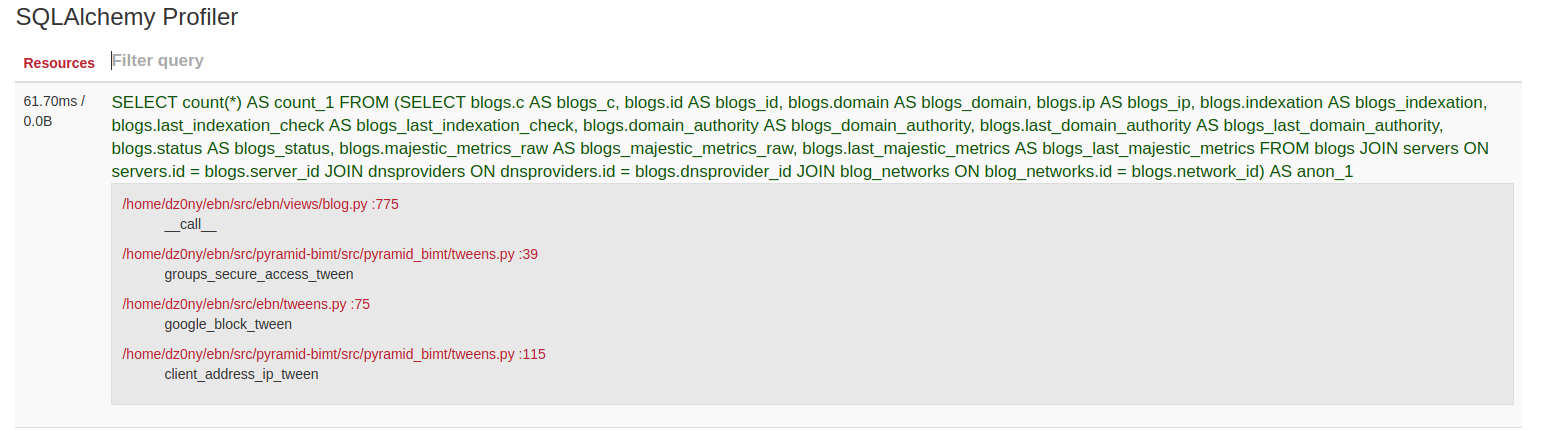 SQLAlchemy Profiler
Resources Filter query
61.70ms /
0.0B
SELECT count(*) AS count_1 FROM (SELECT blogs.c AS blogs_c, blogs.id AS blogs_id, blogs.domain AS blogs_domain, blogs.ip AS blogs_ip, blogs.indexation AS blogs_indexation,
blogs.last_indexation_check AS blogs_last_indexation_check, blogs.domain_authority AS blogs_domain_authority, blogs.last_domain_authority AS blogs_last_domain_authority,
blogs.status AS blogs_status, blogs.majestic_metrics_raw AS blogs_majestic_metrics_raw, blogs.last_majestic_metrics AS blogs_last_majestic_metrics FROM blogs JOIN servers ON
servers.id = blogs.server_id JOIN dnsproviders ON dnsproviders.id = blogs.dnsprovider_id JOIN blog_networks ON blog_networks.id = blogs.network_id) AS anon_1
/home/dz0ny/ebn/src/ebn/views/blog.py :775
__call__
/home/dz0ny/ebn/src/pyramid-bimt/src/pyramid_bimt/tweens.py :39
groups_secure_access_tween
/home/dz0ny/ebn/src/ebn/tweens.py :75
google_block_tween
/home/dz0ny/ebn/src/pyramid-bimt/src/pyramid_bimt/tweens.py :115
client_address_ip_tween